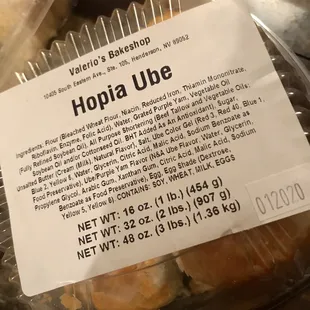 Valerio's Bakeshop
10405 South Eastern Ave., Ste. 105, Henderson, NV 89052
Hopia Ube
Ingredients: Flour (Bleached Wheat Flour, Niacin, Reduced Iron, Thiamin Mononitrate,
Riboflavin, Enzyme, Folic Acid), Water, Grated Purple Yam, Vegetable Oil
(Fully Refined Soybean Oil), All Purpose Shortening (Beef Tallow and Vegetable Oils:
Soybean Oil and/or Cottonseed Oil. BHT Added As An Antioxidant), Sugar,
Unsalted Butter (Cream (Milk), Natural Flavor), Salt, Ube Color Gel (Red 3, Red 40, Blue 1,
Blue 2, Yellow 6, Water, Glycerin, Citric Acid, Malic Acid, Sodium Benzoate as
Food Preservative), Ube/Purple Yam Flavor (N&A Ube Flavor, Water, Glycerin,
Propylene Glycol, Arabic Gum, Xanthan Gum, Citric Acid, Malic Acid, Sodium
Benzoate as Food Preservative), Egg, Egg Shade (Dextrose,
Yellow 5, Yellow 6). CONTAINS: SOY, WHEAT, MILK, EGGS
NET WT: 16 oz. (1 lb.) (454 g)
NET WT: 32 oz. (2 lbs.) (907 g)
NET WT: 48 oz. (3 lbs.) (1.36 kg)
012020